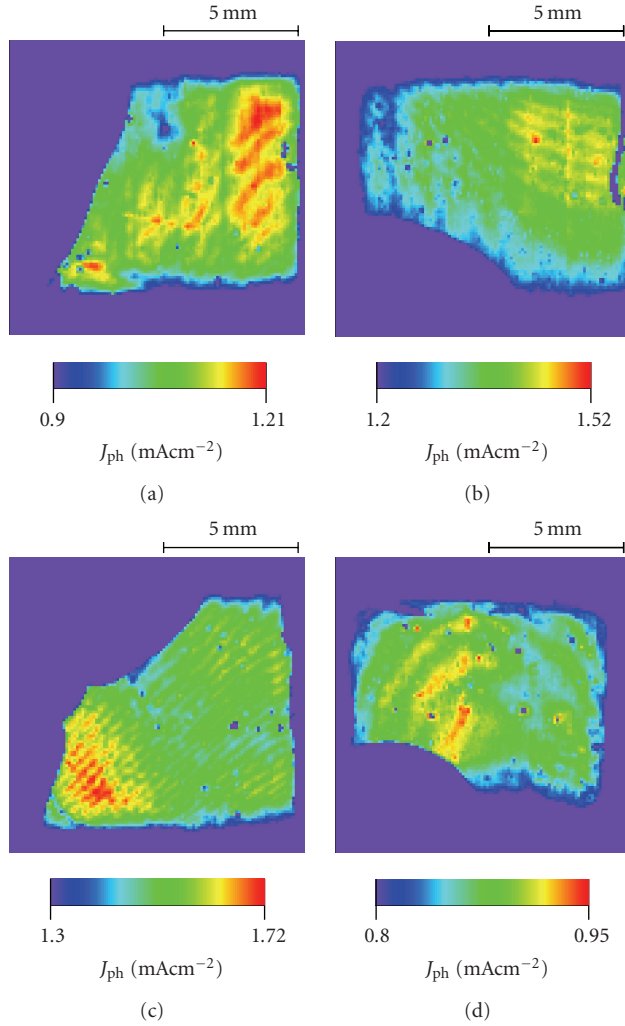 5 mm 5 mm
0.9 1.21 1.2 1.52
J_ph (mAcm⁻²) J_ph (mAcm⁻²)
(a) (b)
5 mm 5 mm
1.3 1.72 0.8 0.95
J_ph (mAcm⁻²) J_ph (mAcm⁻²)
(c) (d)